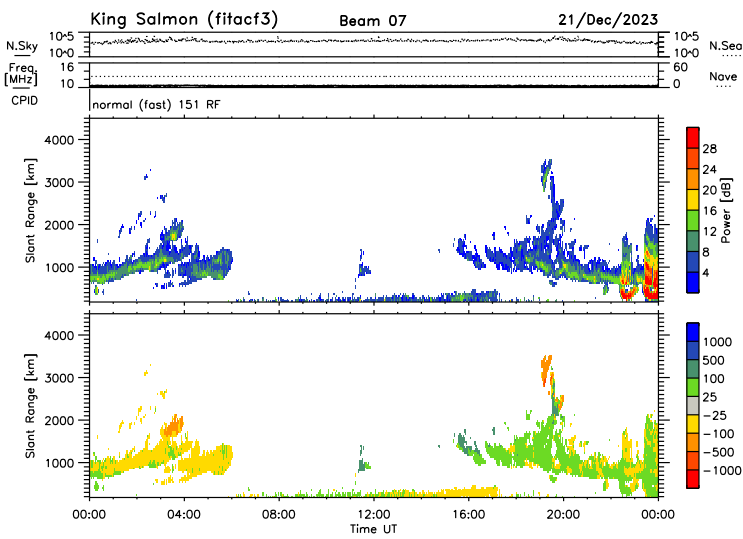 King Salmon (fitacf3) Beam 07 21/Dec/2023
N.Sky 10^5 10^5 N.Sea
10^0 10^0
Freq. 16 60 Nave
[MHz] 10 0
CPID normal (fast) 151 RF
Slant Range [km]
4000
3000
2000
1000
Power [dB]
28
24
20
16
12
8
4
Slant Range [km]
4000
3000
2000
1000
1000
500
100
25
-25
-100
-500
-1000
00:00 04:00 08:00 12:00 16:00 20:00 00:00
Time UT